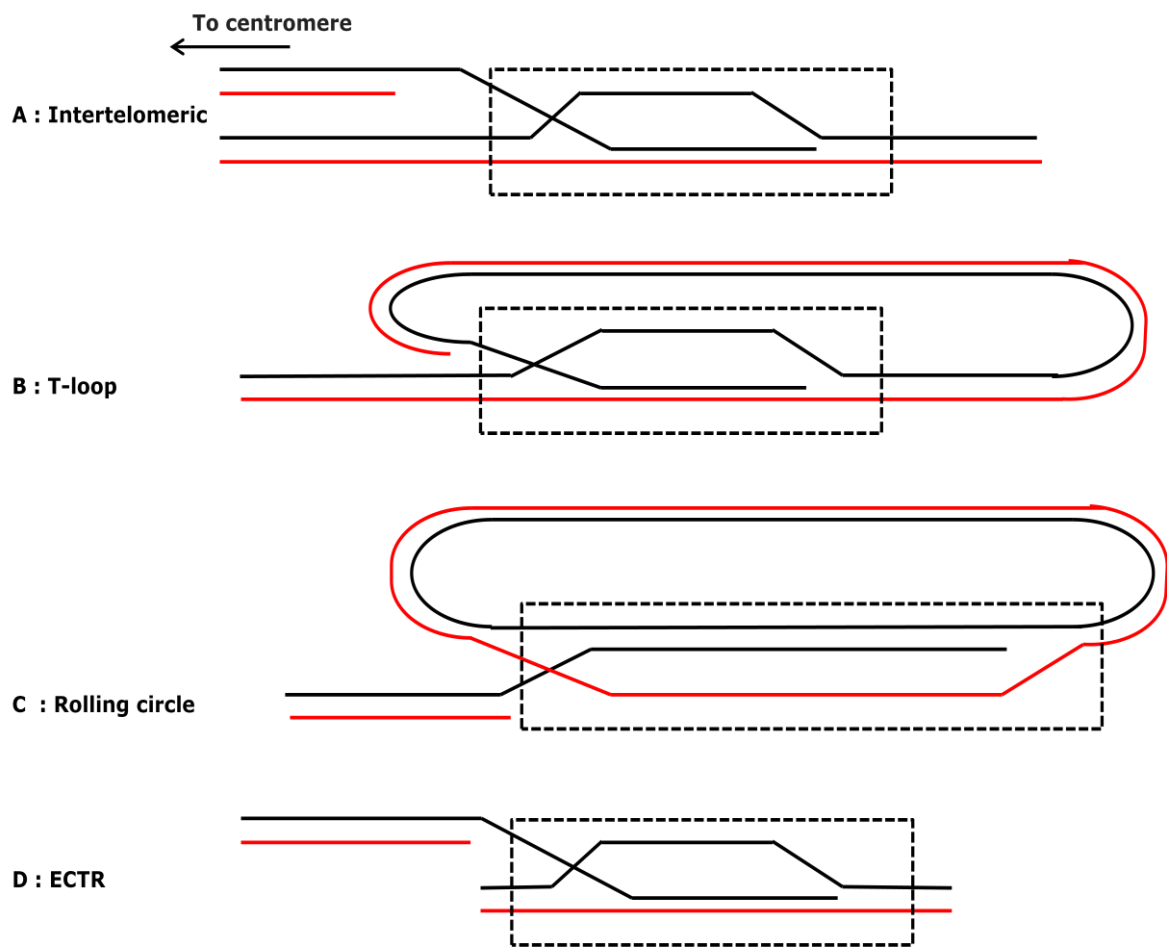 To centromere
A : Intertelomeric
B : T-loop
C : Rolling circle
D : ECTR